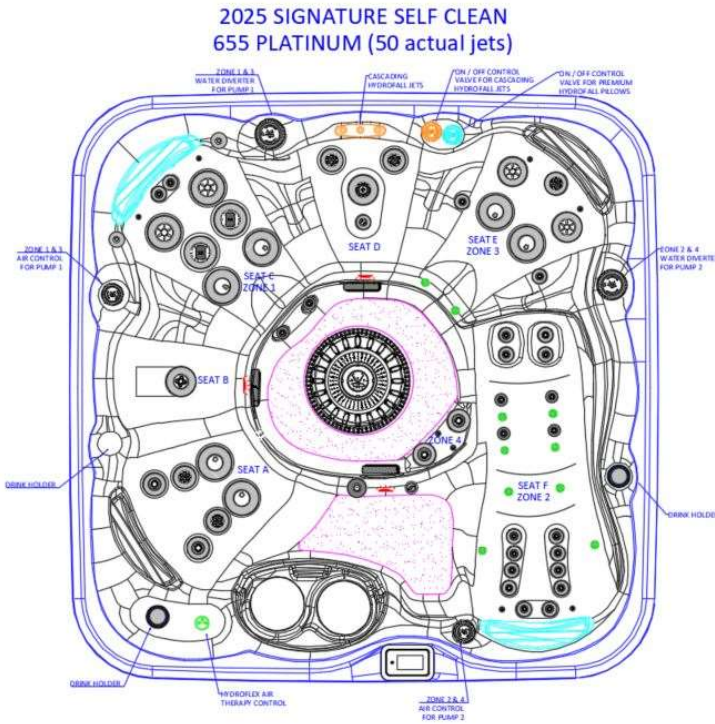 2025 SIGNATURE SELF CLEAN
655 PLATINUM (50 actual jets)
ZONE 1 & 3
WATER DIVERTER
FOR PUMP 1
CASCADING
HYDROFALL JETS
ON / OFF CONTROL
VALVE FOR CASCADING
HYDROFALL JETS
ON / OFF CONTROL
VALVE FOR PREMIUM
HYDROFALL PILLOWS
SEAT D
SEAT E
ZONE 3
ZONE 1 & 3
AIR CONTROL
FOR PUMP 1
SEAT C
ZONE 1
ZONE 2 & 4
WATER DIVERTE
FOR PUMP 2
SEAT B
ZONE 4
SEAT A
SEAT F
ZONE 2
DRINK HOLDER
DRINK HOLDE
DRINK HOLDER
HYDROFLEX AIR
THERAPY CONTROL
ZONE 2 & 4
AIR CONTROL
FOR PUMP 2